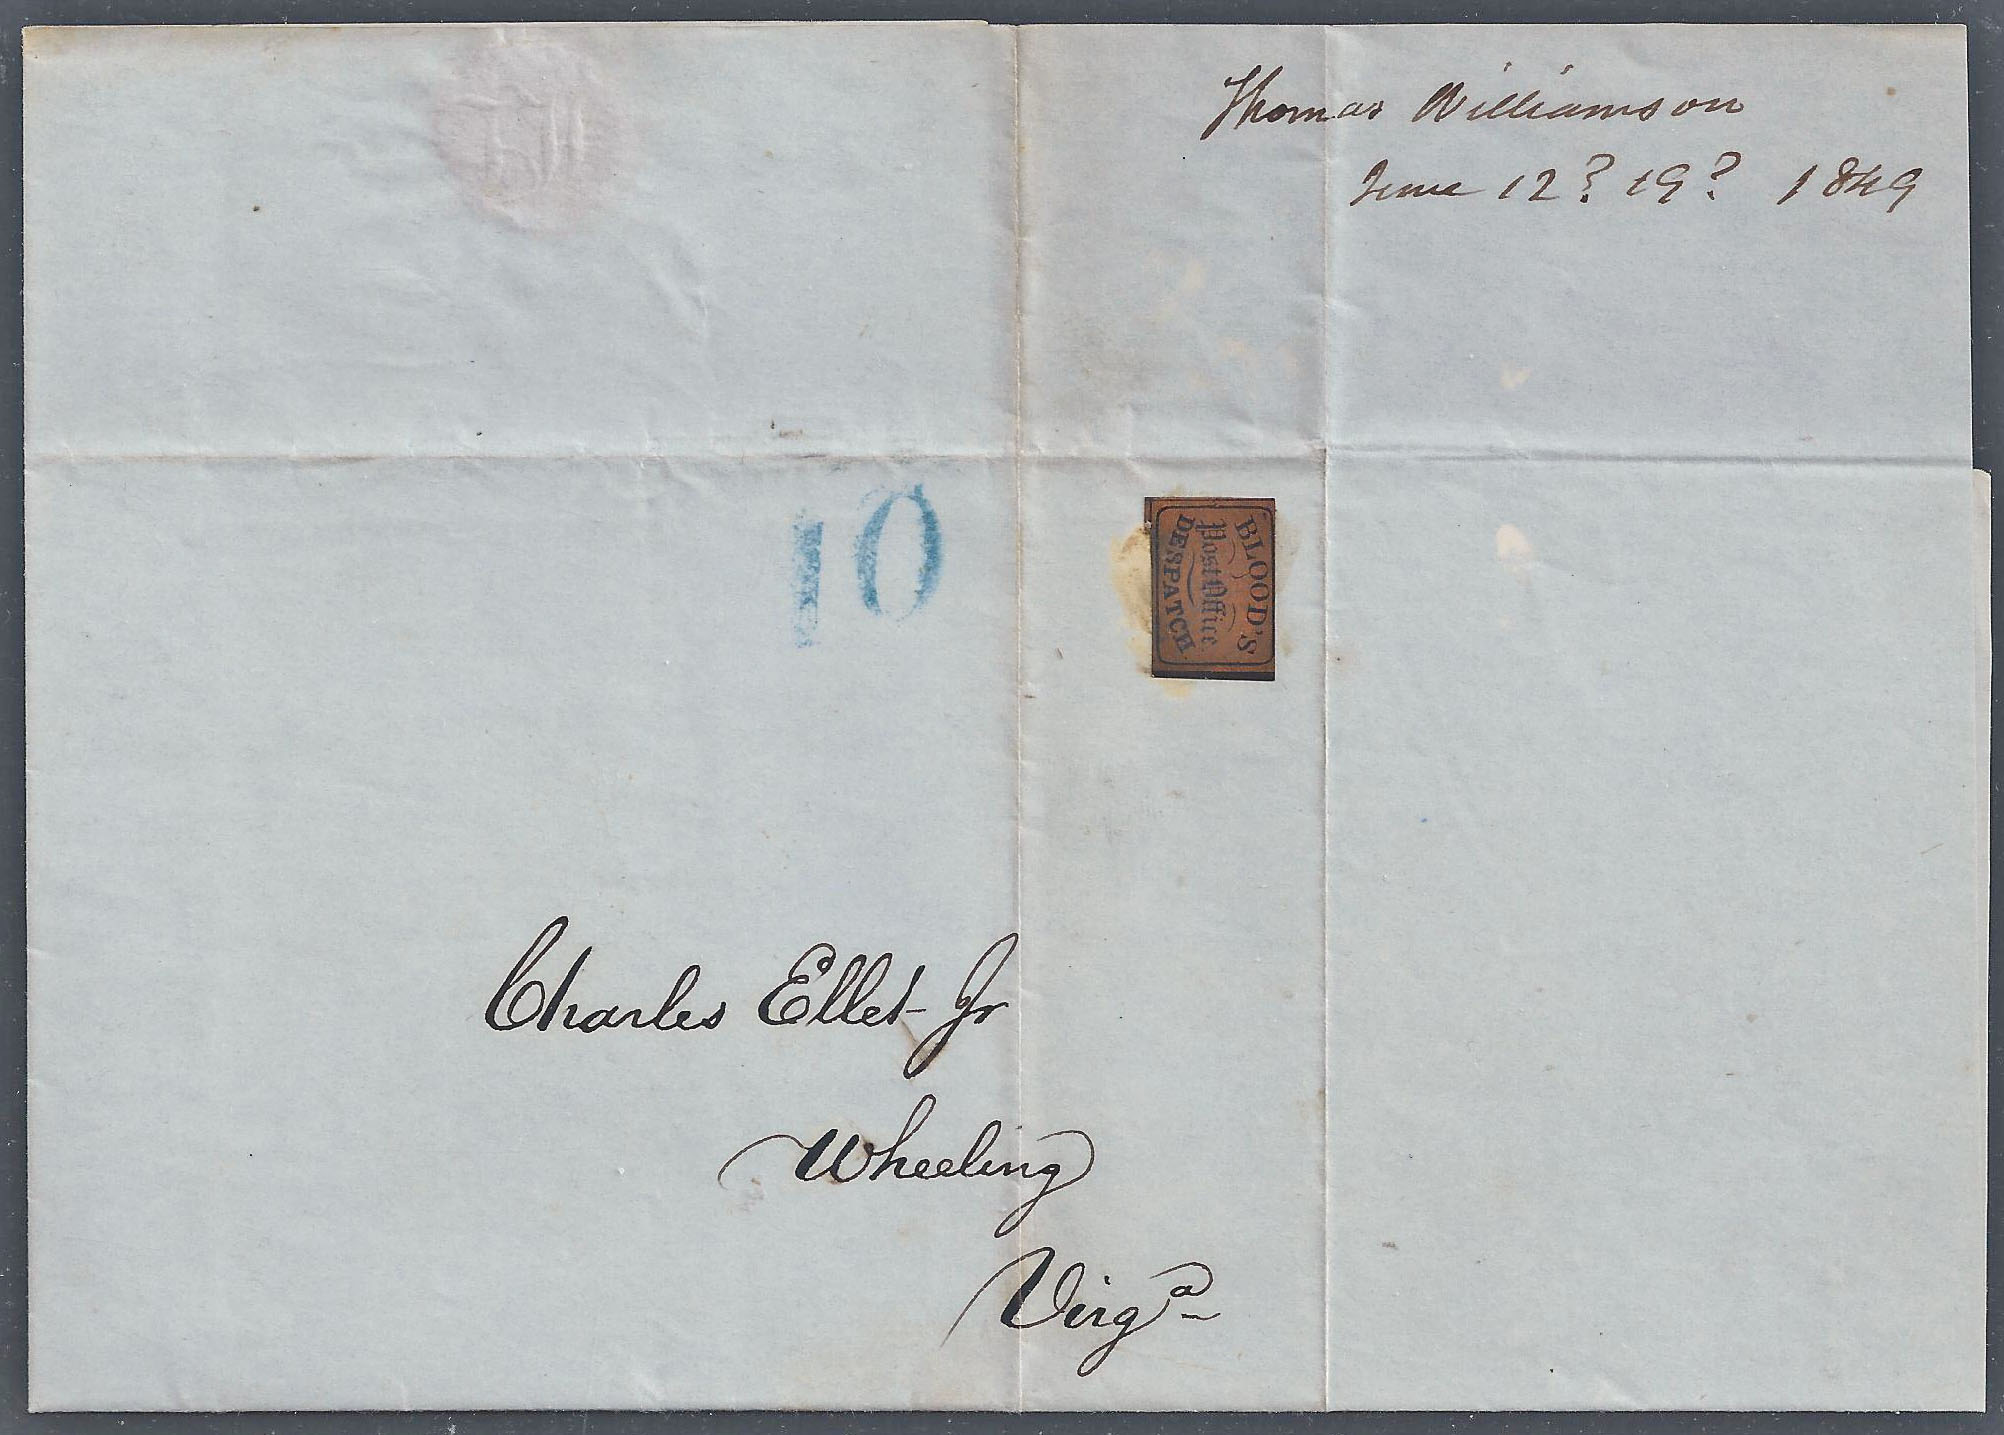 Thomas Williamson
June 12? 19? 1849
10
BLOOD'S
Post Office
DESPATCH
Charles Ellet Jr
Wheeling
Virgᵃ